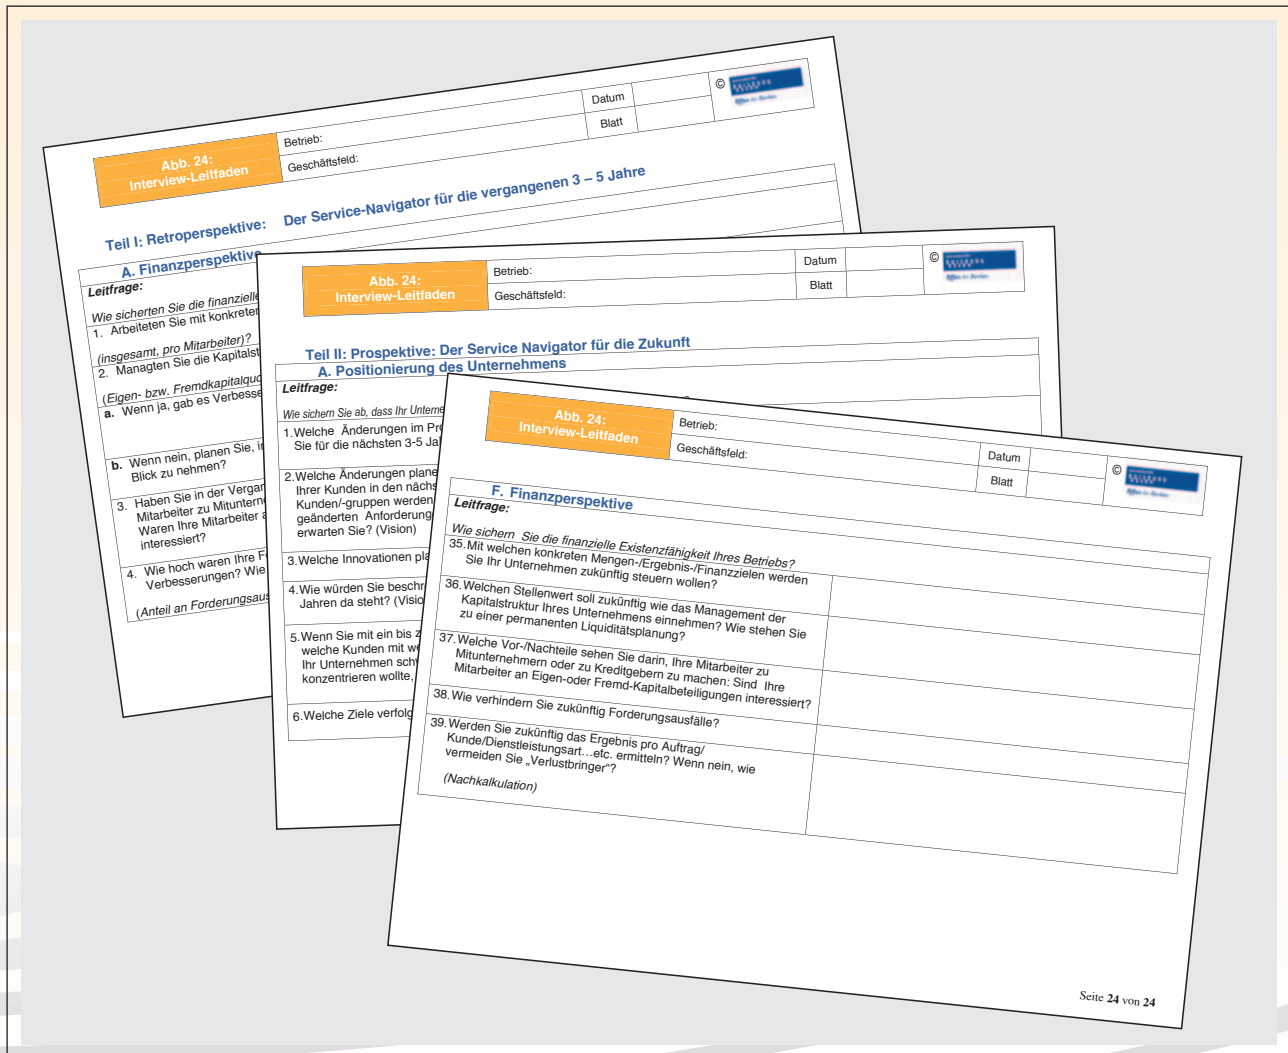 Abb. 24:
Interview-Leitfaden
Betrieb:
Geschäftsfeld:
Datum
Blatt
©
Teil I: Retroperspektive: Der Service-Navigator für die vergangenen 3 – 5 Jahre
A. Finanzperspektive
Leitfrage:
Wie sicherten Sie die finanzielle
1. Arbeiteten Sie mit konkreten
(insgesamt, pro Mitarbeiter)?
2. Managten Sie die Kapitalst
(Eigen- bzw. Fremdkapitalquo
a. Wenn ja, gab es Verbesse
b. Wenn nein, planen Sie, in
Blick zu nehmen?
3. Haben Sie in der Vergan
Mitarbeiter zu Mitunterne
Waren Ihre Mitarbeiter a
interessiert?
4. Wie hoch waren Ihre F
Verbesserungen? Wie
(Anteil an Forderungsaus
Abb. 24:
Interview-Leitfaden
Betrieb:
Geschäftsfeld:
Datum
Blatt
©
Teil II: Prospektive: Der Service Navigator für die Zukunft
A. Positionierung des Unternehmens
Leitfrage:
Wie sichern Sie ab, dass Ihr Unterne
1.Welche Änderungen im Pro
Sie für die nächsten 3-5 Jah
2.Welche Änderungen plane
Ihrer Kunden in den nächs
Kunden/-gruppen werden
geänderten Anforderung
erwarten Sie? (Vision)
3.Welche Innovationen pla
4.Wie würden Sie beschre
Jahren da steht? (Visio
5.Wenn Sie mit ein bis z
welche Kunden mit we
Ihr Unternehmen schw
konzentrieren wollte,
6.Welche Ziele verfolg
Abb. 24:
Interview-Leitfaden
Betrieb:
Geschäftsfeld:
Datum
Blatt
©
F. Finanzperspektive
Leitfrage:
Wie sichern Sie die finanzielle Existenzfähigkeit Ihres Betriebs?
35.Mit welchen konkreten Mengen-/Ergebnis-/Finanzzielen werden
Sie Ihr Unternehmen zukünftig steuern wollen?
36.Welchen Stellenwert soll zukünftig wie das Management der
Kapitalstruktur Ihres Unternehmens einnehmen? Wie stehen Sie
zu einer permanenten Liquiditätsplanung?
37.Welche Vor-/Nachteile sehen Sie darin, Ihre Mitarbeiter zu
Mitunternehmern oder zu Kreditgebern zu machen: Sind Ihre
Mitarbeiter an Eigen-oder Fremd-Kapitalbeteiligungen interessiert?
38.Wie verhindern Sie zukünftig Forderungsausfälle?
39.Werden Sie zukünftig das Ergebnis pro Auftrag/
Kunde/Dienstleistungsart…etc. ermitteln? Wenn nein, wie
vermeiden Sie „Verlustbringer“?
(Nachkalkulation)
Seite 24 von 24